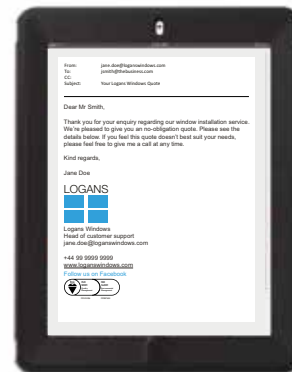 From: jane.doe@loganswindows.com
To: jsmith@thebusiness.com
CC:
Subject: Your Logans Windows Quote
Dear Mr Smith,
Thank you for your enquiry regarding our window installation service.
We're pleased to give you an no-obligation quote. Please see the
details below. If you feel this quote doesn't best suit your needs,
please feel free to give me a call at any time.
Kind regards,
Jane Doe
LOGANS
Logans Windows
Head of customer support
jane.doe@loganswindows.com
+44 99 9999 9999
www.loganswindows.com
Follow us on Facebook